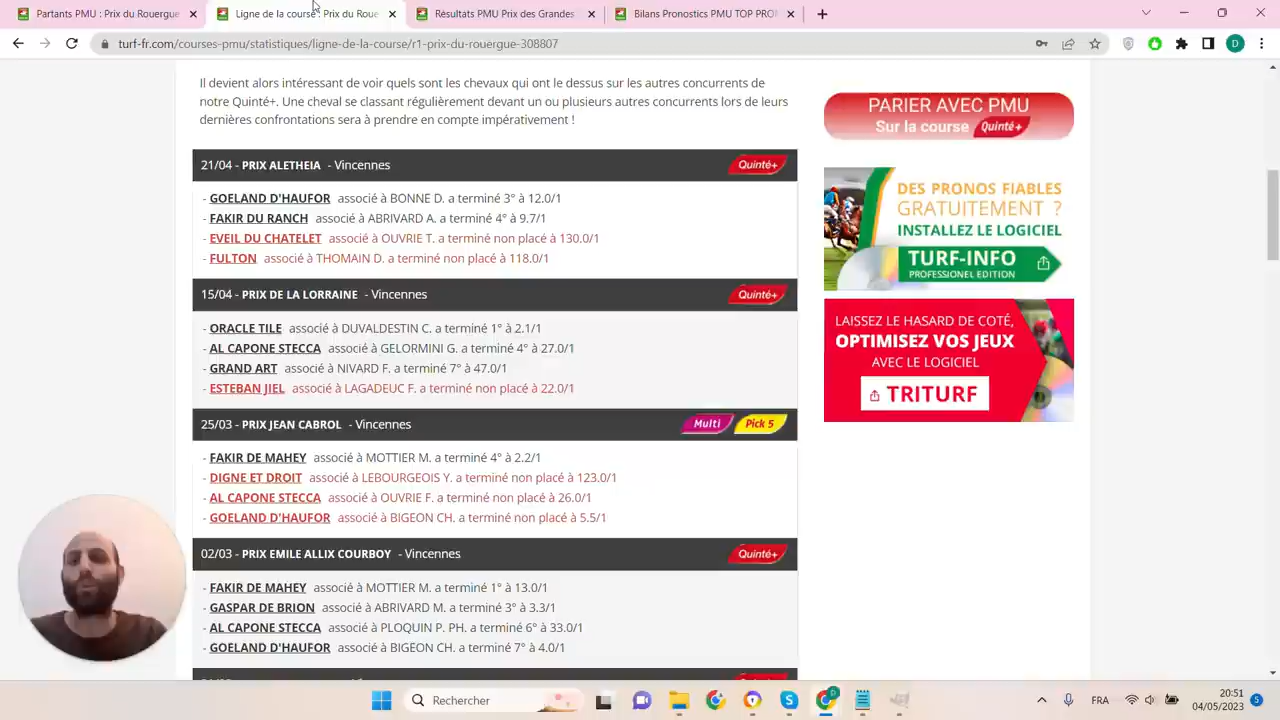 Partants PMU : Prix du Rouergue
Ligne de la course : Prix du Roue
Résultats PMU Prix des Grandes
Bilans Pronostics PMU TOP PRON
turf-fr.com/courses-pmu/statistiques/ligne-de-la-course/r1-prix-du-rouergue-308807
D
Il devient alors intéressant de voir quels sont les chevaux qui ont le dessus sur les autres concurrents de
notre Quinté+. Une cheval se classant régulièrement devant un ou plusieurs autres concurrents lors de leurs
dernières confrontations sera à prendre en compte impérativement !
21/04 - PRIX ALETHEIA - Vincennes Quinté+
- GOELAND D'HAUFOR associé à BONNE D. a terminé 3° à 12.0/1
- FAKIR DU RANCH associé à ABRIVARD A. a terminé 4° à 9.7/1
- EVEIL DU CHATELET associé à OUVRIE T. a terminé non placé à 130.0/1
- FULTON associé à THOMAIN D. a terminé non placé à 118.0/1
15/04 - PRIX DE LA LORRAINE - Vincennes Quinté+
- ORACLE TILE associé à DUVALDESTIN C. a terminé 1° à 2.1/1
- AL CAPONE STECCA associé à GELORMINI G. a terminé 4° à 27.0/1
- GRAND ART associé à NIVARD F. a terminé 7° à 47.0/1
- ESTEBAN JIEL associé à LAGADEUC F. a terminé non placé à 22.0/1
25/03 - PRIX JEAN CABROL - Vincennes Multi Pick 5
- FAKIR DE MAHEY associé à MOTTIER M. a terminé 4° à 2.2/1
- DIGNE ET DROIT associé à LEBOURGEOIS Y. a terminé non placé à 123.0/1
- AL CAPONE STECCA associé à OUVRIE F. a terminé non placé à 26.0/1
- GOELAND D'HAUFOR associé à BIGEON CH. a terminé non placé à 5.5/1
02/03 - PRIX EMILE ALLIX COURBOY - Vincennes Quinté+
- FAKIR DE MAHEY associé à MOTTIER M. a terminé 1° à 13.0/1
- GASPAR DE BRION associé à ABRIVARD M. a terminé 3° à 3.3/1
- AL CAPONE STECCA associé à PLOQUIN P. PH. a terminé 6° à 33.0/1
- GOELAND D'HAUFOR associé à BIGEON CH. a terminé 7° à 4.0/1
PARIER AVEC PMU
Sur la course Quinté+
DES PRONOS FIABLES
GRATUITEMENT ?
INSTALLEZ LE LOGICIEL
TURF-INFO
PROFESSIONEL EDITION
LAISSEZ LE HASARD DE COTÉ,
OPTIMISEZ VOS JEUX
AVEC LE LOGICIEL
TRITURF
Rechercher
FRA
20:51
04/05/2023
5